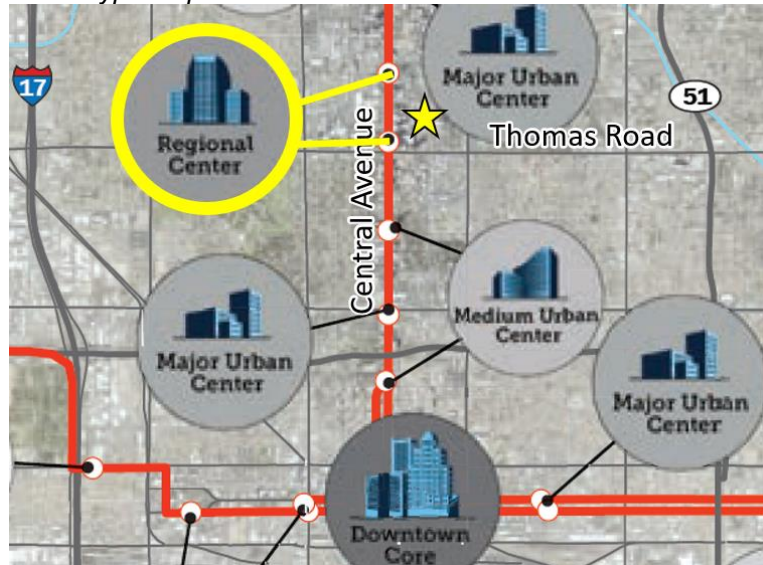 Major Urban
Center
17
51
Regional
Center
Thomas Road
Central Avenue
Medium Urban
Center
Major Urban
Center
Major Urban
Center
Downtown
Core